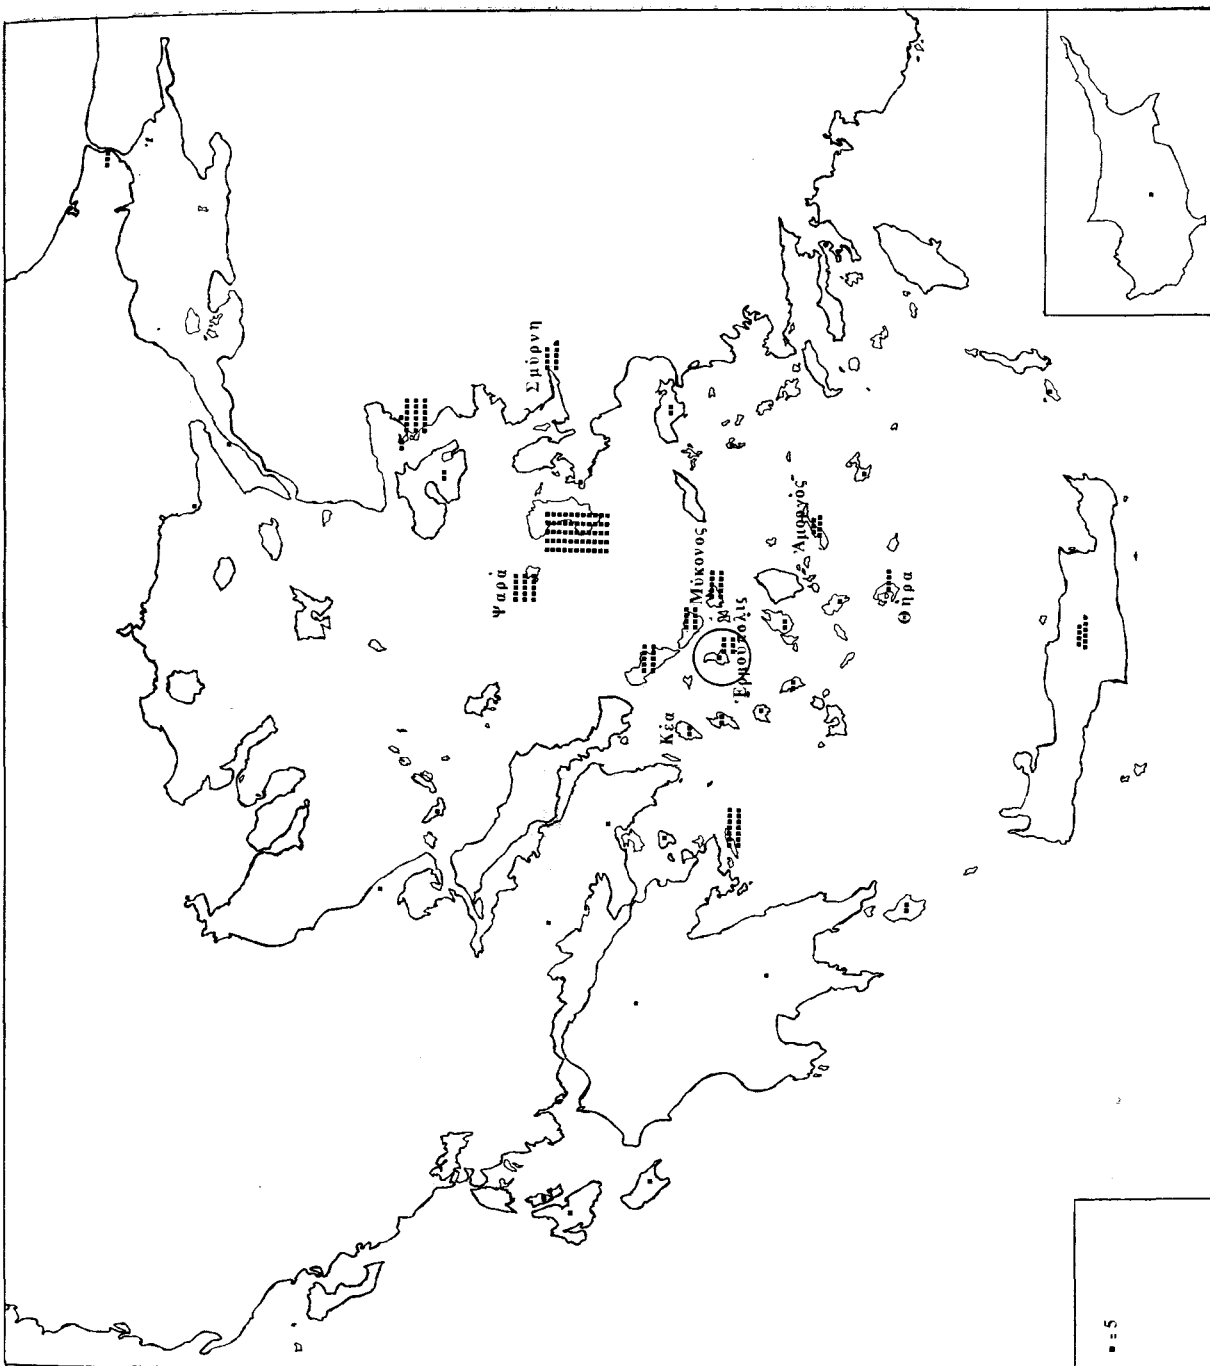 Σμύρνη
Ψαρά
Μύκονος
Ἀμοργός
Ἑρμούπολις
Θήρα
Κέα
▪ = 5